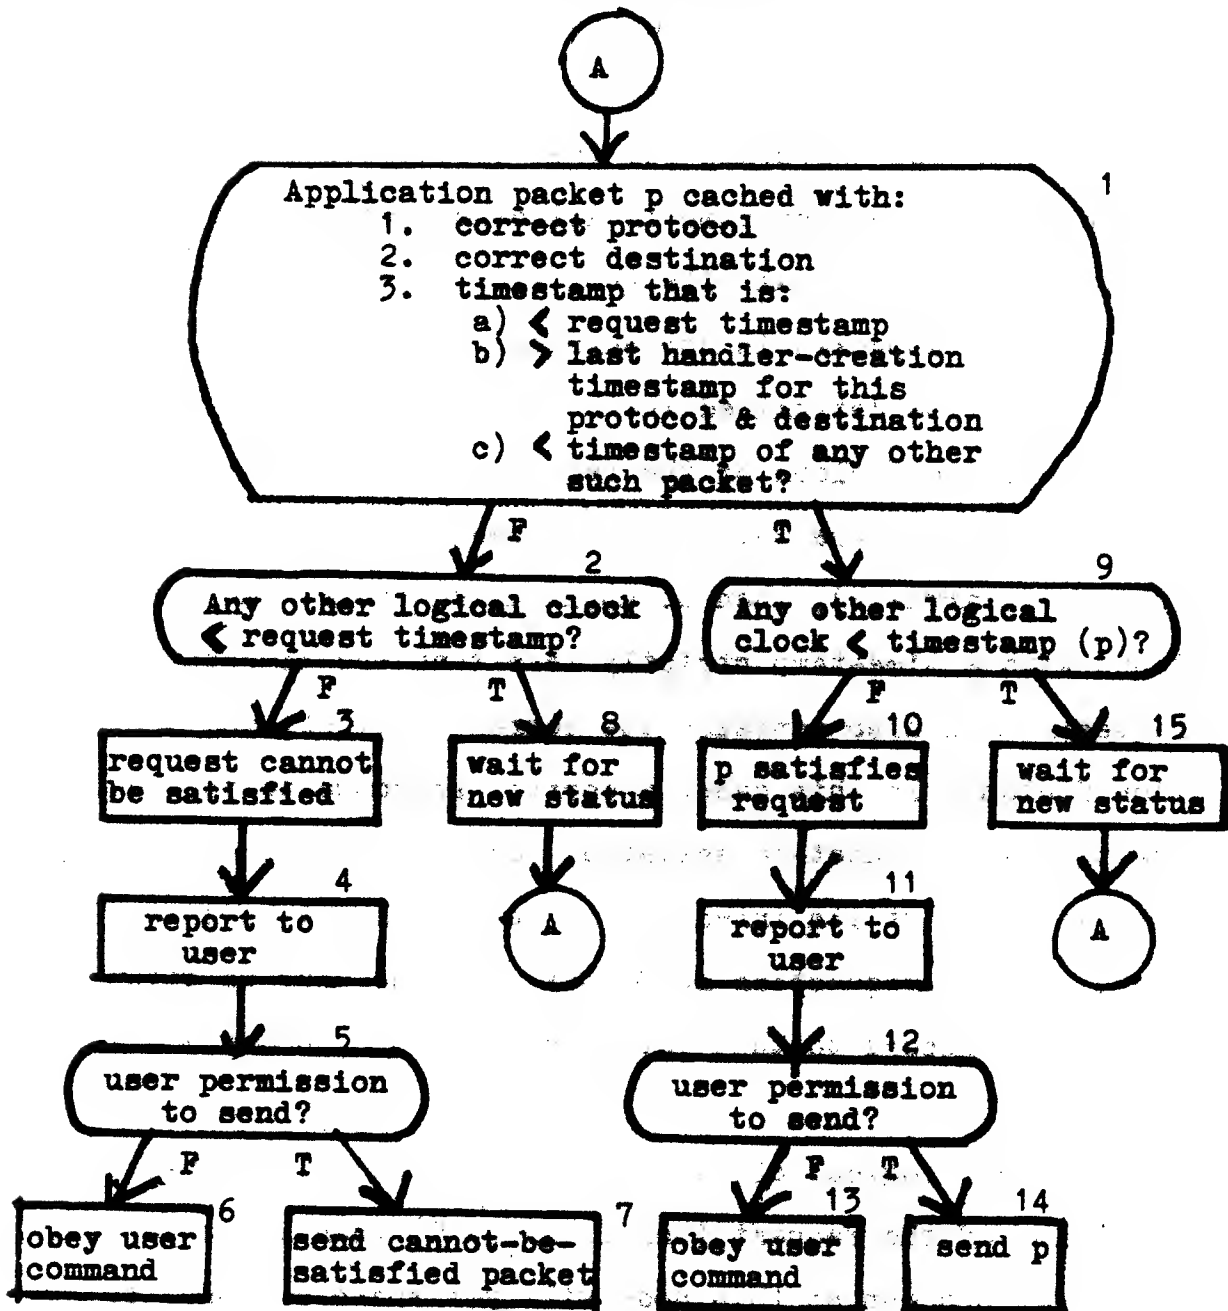 A
1
Application packet p cached with:
1. correct protocol
2. correct destination
3. timestamp that is:
a) < request timestamp
b) > last handler-creation
timestamp for this
protocol & destination
c) < timestamp of any other
such packet?
F
T
2
Any other logical clock
< request timestamp?
9
Any other logical
clock < timestamp (p)?
F
T
F
T
3
request cannot
be satisfied
8
wait for
new status
10
p satisfies
request
15
wait for
new status
4
report to
user
A
11
report to
user
A
5
user permission
to send?
12
user permission
to send?
F
T
F
T
6
obey user
command
7
send cannot-be-
satisfied packet
13
obey user
command
14
send p